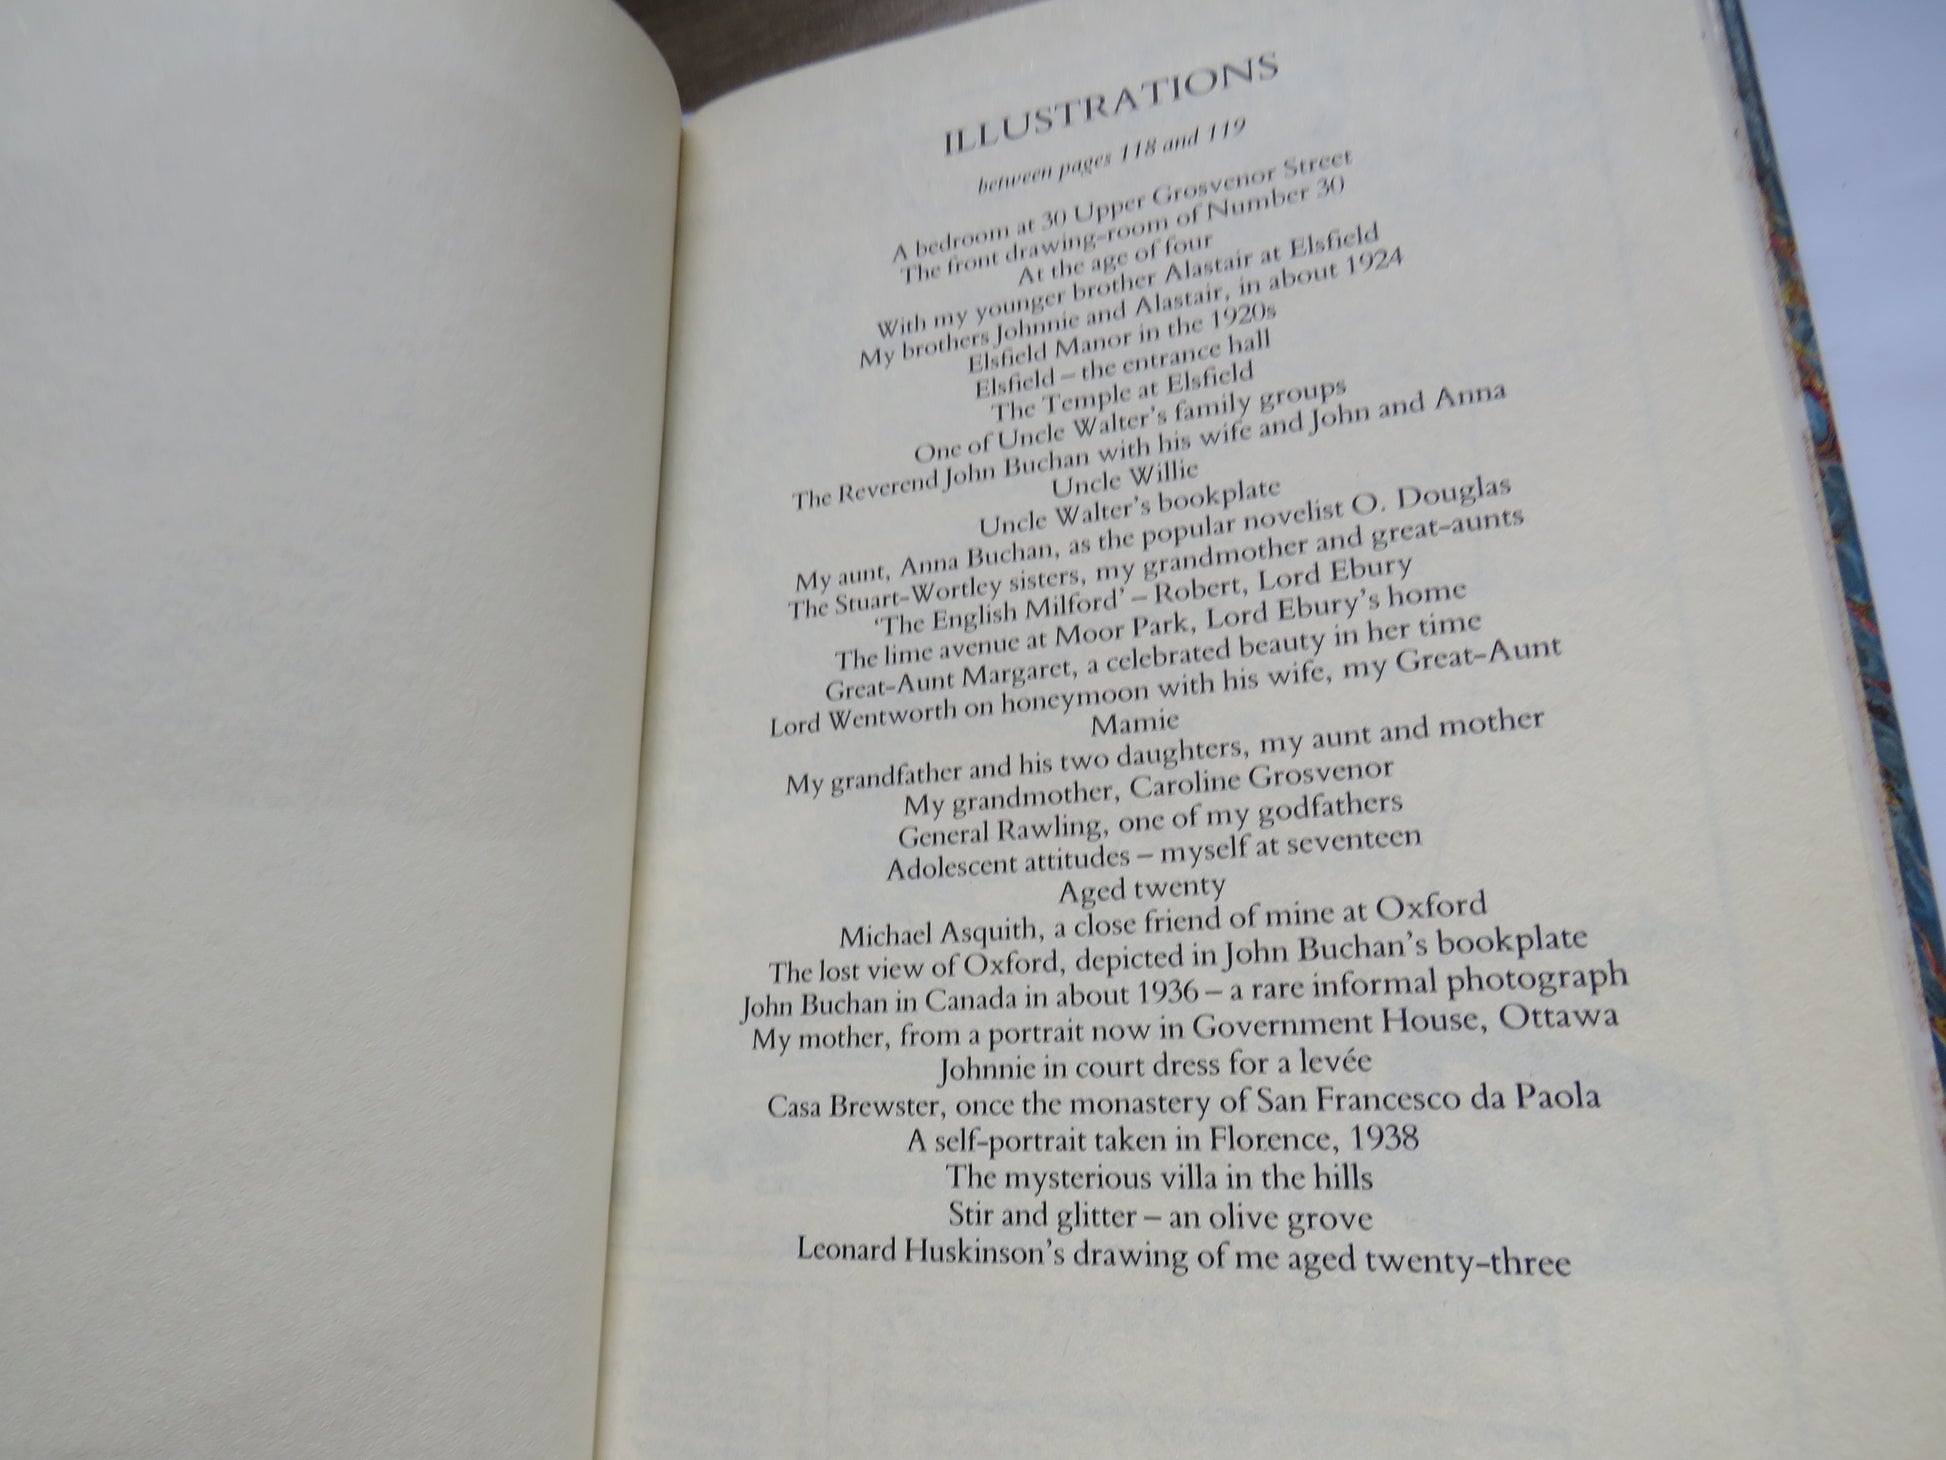 ILLUSTRATIONS
between pages 118 and 119
A bedroom at 30 Upper Grosvenor Street
The front drawing-room of Number 30
At the age of four
With my younger brother Alastair at Elsfield
My brothers Johnnie and Alastair, in about 1924
Elsfield Manor in the 1920s
Elsfield – the entrance hall
The Temple at Elsfield
One of Uncle Walter's family groups
The Reverend John Buchan with his wife and John and Anna
Uncle Willie
Uncle Walter's bookplate
My aunt, Anna Buchan, as the popular novelist O. Douglas
The Stuart-Wortley sisters, my grandmother and great-aunts
'The English Milford' – Robert, Lord Ebury
The lime avenue at Moor Park, Lord Ebury's home
Great-Aunt Margaret, a celebrated beauty in her time
Lord Wentworth on honeymoon with his wife, my Great-Aunt
Mamie
My grandfather and his two daughters, my aunt and mother
My grandmother, Caroline Grosvenor
General Rawling, one of my godfathers
Adolescent attitudes – myself at seventeen
Aged twenty
Michael Asquith, a close friend of mine at Oxford
The lost view of Oxford, depicted in John Buchan's bookplate
John Buchan in Canada in about 1936 – a rare informal photograph
My mother, from a portrait now in Government House, Ottawa
Johnnie in court dress for a levée
Casa Brewster, once the monastery of San Francesco da Paola
A self-portrait taken in Florence, 1938
The mysterious villa in the hills
Stir and glitter – an olive grove
Leonard Huskinson's drawing of me aged twenty-three